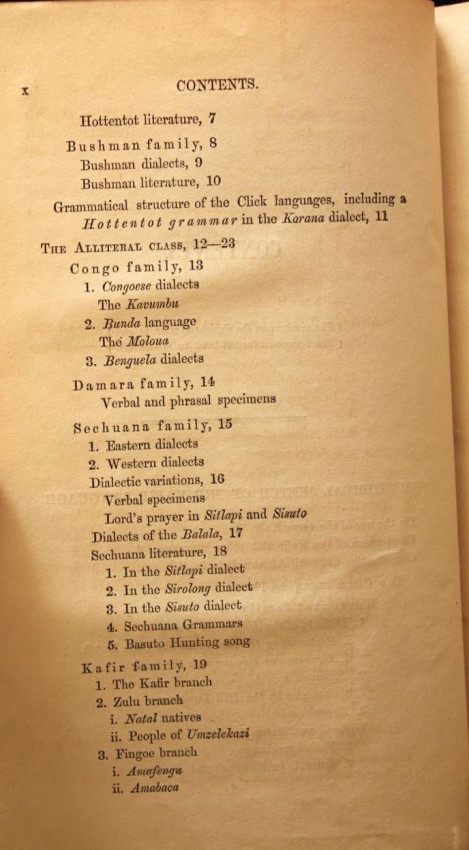 x
CONTENTS.
Hottentot literature, 7
Bushman family, 8
Bushman dialects, 9
Bushman literature, 10
Grammatical structure of the Click languages, including a
Hottentot grammar in the Korana dialect, 11
THE ALLITERAL CLASS, 12—23
Congo family, 13
1. Congoese dialects
The Kavumbu
2. Bunda language
The Moloua
3. Benguela dialects
Damara family, 14
Verbal and phrasal specimens
Sechuana family, 15
1. Eastern dialects
2. Western dialects
Dialectic variations, 16
Verbal specimens
Lord's prayer in Sitlapi and Sisuto
Dialects of the Balala, 17
Sechuana literature, 18
1. In the Sitlapi dialect
2. In the Sirolong dialect
3. In the Sisuto dialect
4. Sechuana Grammars
5. Basuto Hunting song
Kafir family, 19
1. The Kafir branch
2. Zulu branch
i. Natal natives
ii. People of Umzelekazi
3. Fingoe branch
i. Amafengu
ii. Amabaca